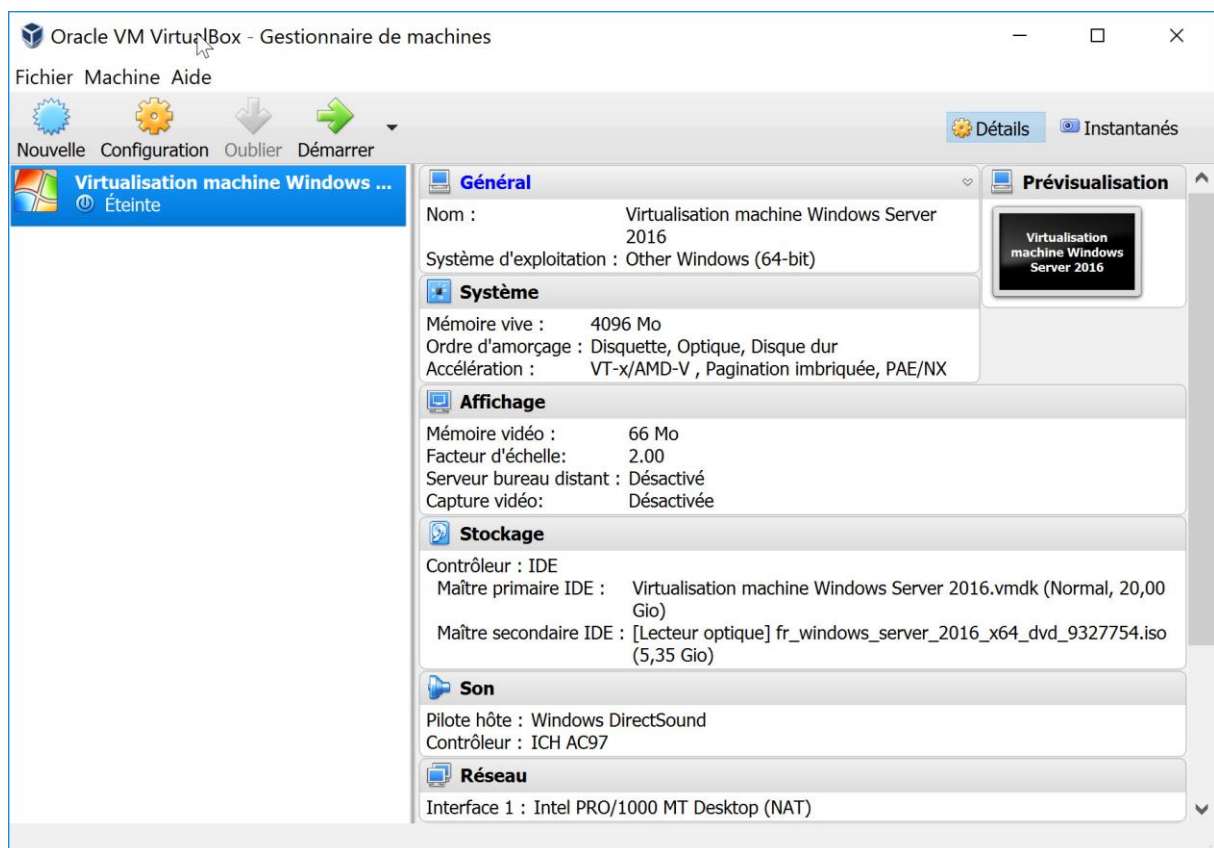 Oracle VM VirtualBox - Gestionnaire de machines
Fichier Machine Aide
Nouvelle Configuration Oublier Démarrer
Détails Instantanés
Virtualisation machine Windows ...
Éteinte
Général
Nom : Virtualisation machine Windows Server
2016
Système d'exploitation : Other Windows (64-bit)
Prévisualisation
Virtualisation
machine Windows
Server 2016
Système
Mémoire vive : 4096 Mo
Ordre d'amorçage : Disquette, Optique, Disque dur
Accélération : VT-x/AMD-V , Pagination imbriquée, PAE/NX
Affichage
Mémoire vidéo : 66 Mo
Facteur d'échelle: 2.00
Serveur bureau distant : Désactivé
Capture vidéo: Désactivée
Stockage
Contrôleur : IDE
Maître primaire IDE : Virtualisation machine Windows Server 2016.vmdk (Normal, 20,00
Gio)
Maître secondaire IDE : [Lecteur optique] fr_windows_server_2016_x64_dvd_9327754.iso
(5,35 Gio)
Son
Pilote hôte : Windows DirectSound
Contrôleur : ICH AC97
Réseau
Interface 1 : Intel PRO/1000 MT Desktop (NAT)